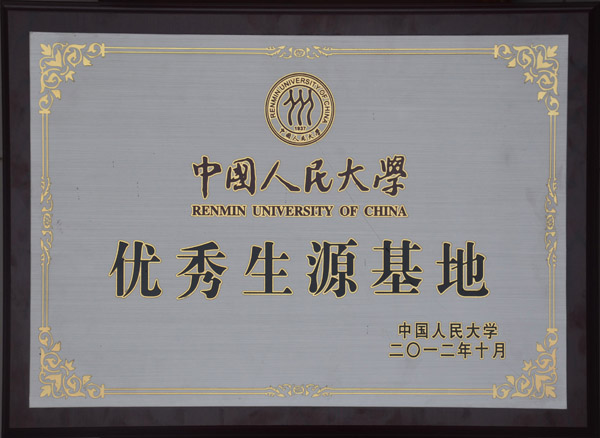 RENMIN UNIVERSITY OF CHINA
1937
中国人民大学
中國人民大學
RENMIN UNIVERSITY OF CHINA
优秀生源基地
中国人民大学
二〇一二年十月